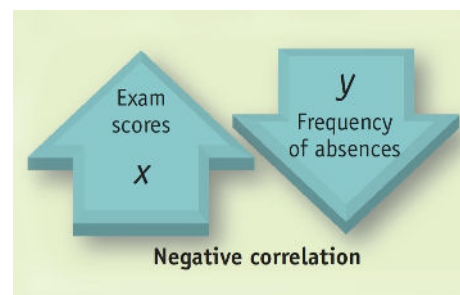 Exam
scores
x
y
Frequency
of absences
Negative correlation